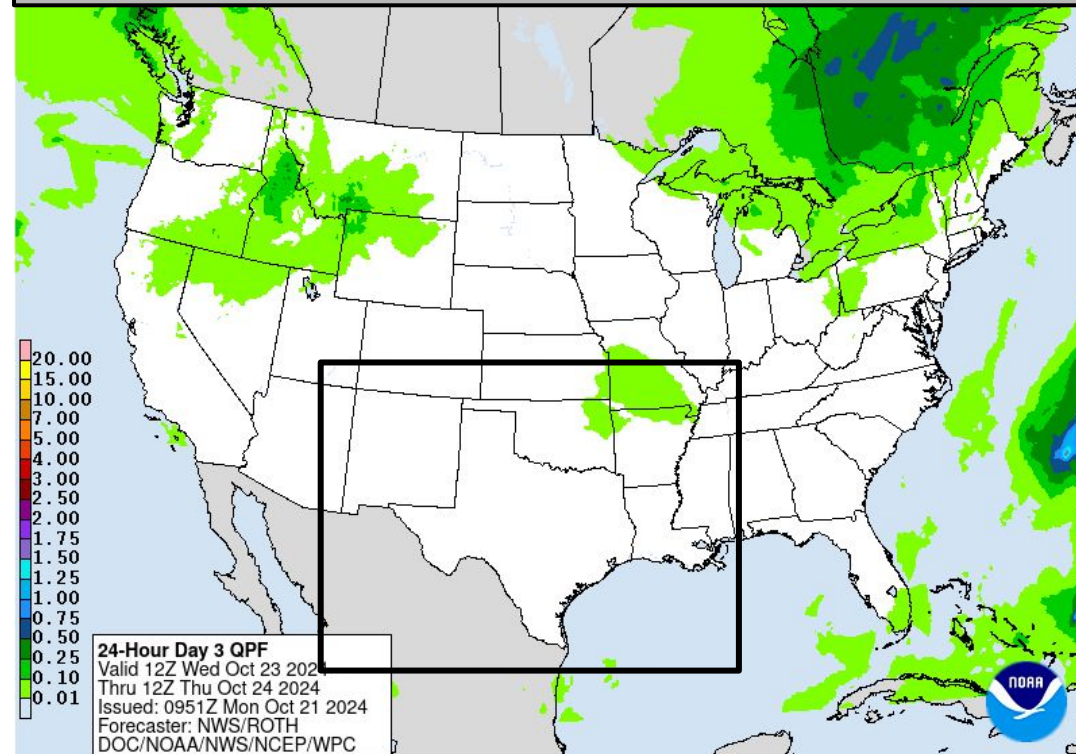 20.00
15.00
10.00
7.00
5.00
4.00
3.00
2.50
2.00
1.75
1.50
1.25
1.00
0.75
0.50
0.25
0.10
0.01
24-Hour Day 3 QPF
Valid 12Z Wed Oct 23 2024
Thru 12Z Thu Oct 24 2024
Issued: 0951Z Mon Oct 21 2024
Forecaster: NWS/ROTH
DOC/NOAA/NWS/NCEP/WPC
NOAA